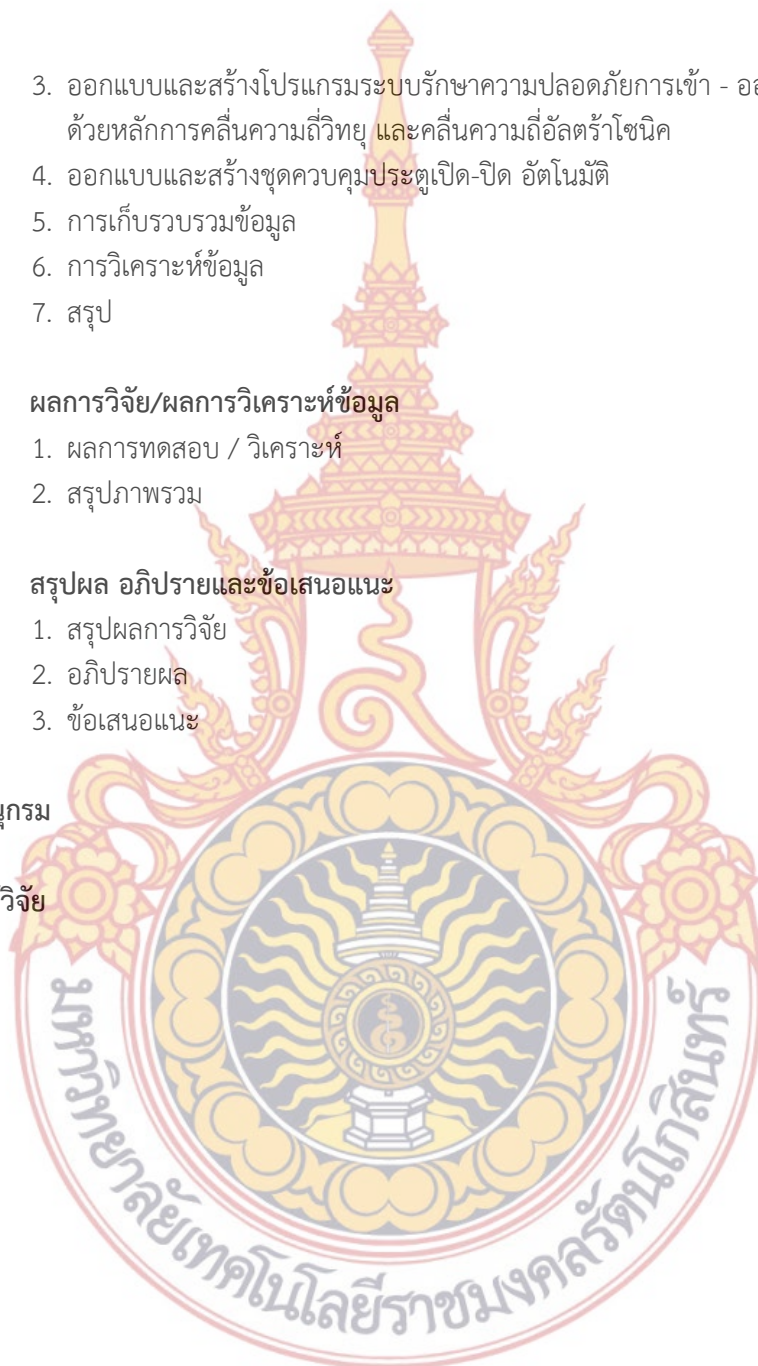 3. ออกแบบและสร้างโปรแกรมระบบรักษาความปลอดภัยการเข้า - ออ
ด้วยหลักการคลื่นความถี่วิทยุ และคลื่นความถี่อัลตร้าโซนิค
4. ออกแบบและสร้างชุดควบคุมประตูเปิด-ปิด อัตโนมัติ
5. การเก็บรวบรวมข้อมูล
6. การวิเคราะห์ข้อมูล
7. สรุป
ผลการวิจัย/ผลการวิเคราะห์ข้อมูล
1. ผลการทดสอบ / วิเคราะห์
2. สรุปภาพรวม
สรุปผล อภิปรายและข้อเสนอแนะ
1. สรุปผลการวิจัย
2. อภิปรายผล
3. ข้อเสนอแนะ
นุกรม
วิจัย
มหาวิทยาลัยเทคโนโลยีราชมงคลรัตนโกสินทร์